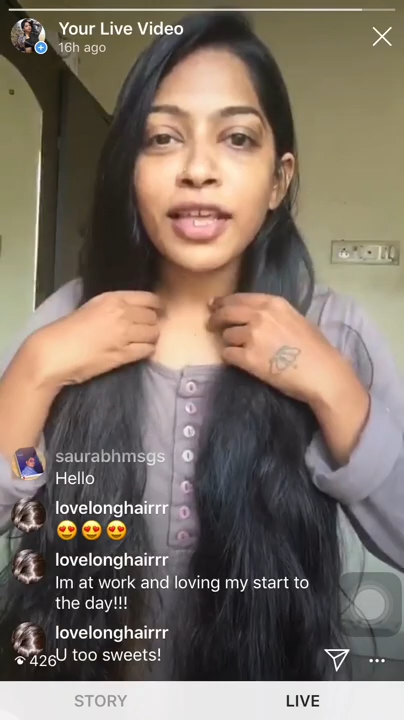 Your Live Video
16h ago
saurabhmsgs
Hello
lovelonghairrr
😍😍😍
lovelonghairrr
Im at work and loving my start to
the day!!!
lovelonghairrr
426 U too sweets!
STORY LIVE